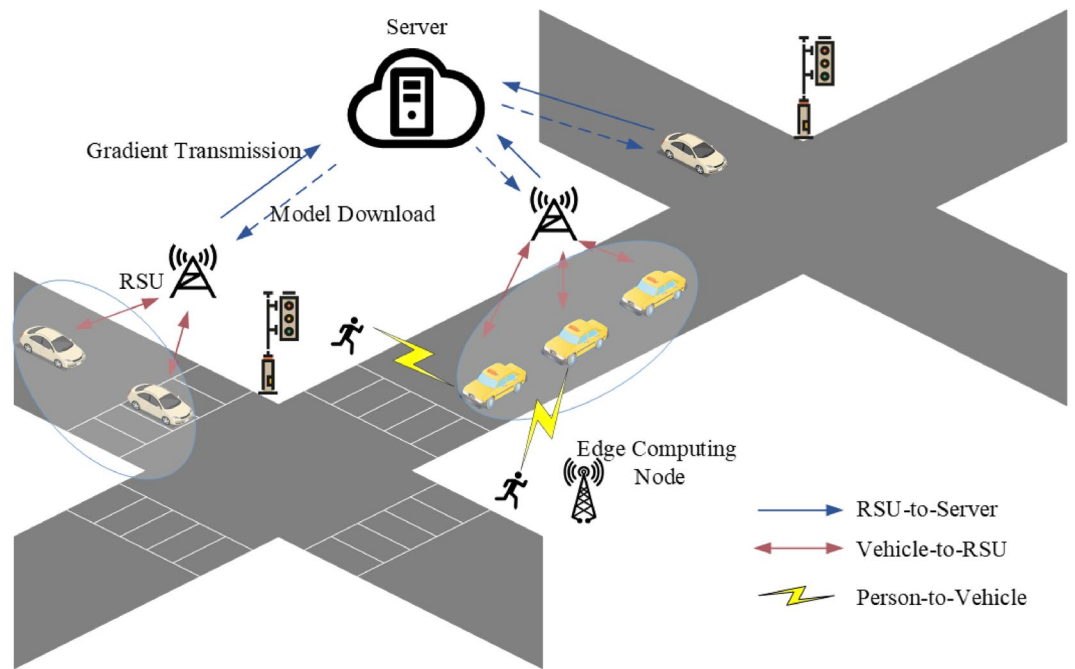 Server
Gradient Transmission
Model Download
RSU
Edge Computing
Node
RSU-to-Server
Vehicle-to-RSU
Person-to-Vehicle